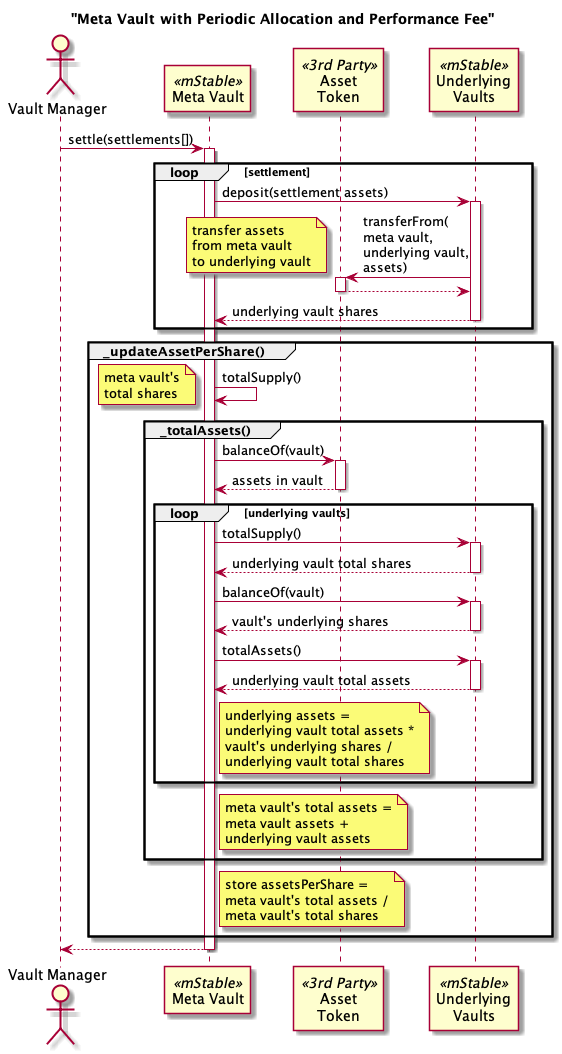 "Meta Vault with Periodic Allocation and Performance Fee"
Vault Manager
«mStable»
Meta Vault
«3rd Party»
Asset
Token
«mStable»
Underlying
Vaults
settle(settlements[])
loop [settlement]
deposit(settlement assets)
transfer assets
from meta vault
to underlying vault
transferFrom(
meta vault,
underlying vault,
assets)
underlying vault shares
_updateAssetPerShare()
meta vault's
total shares
totalSupply()
_totalAssets()
balanceOf(vault)
assets in vault
loop [underlying vaults]
totalSupply()
underlying vault total shares
balanceOf(vault)
vault's underlying shares
totalAssets()
underlying vault total assets
underlying assets =
underlying vault total assets *
vault's underlying shares /
underlying vault total shares
meta vault's total assets =
meta vault assets +
underlying vault assets
store assetsPerShare =
meta vault's total assets /
meta vault's total shares
Vault Manager
«mStable»
Meta Vault
«3rd Party»
Asset
Token
«mStable»
Underlying
Vaults